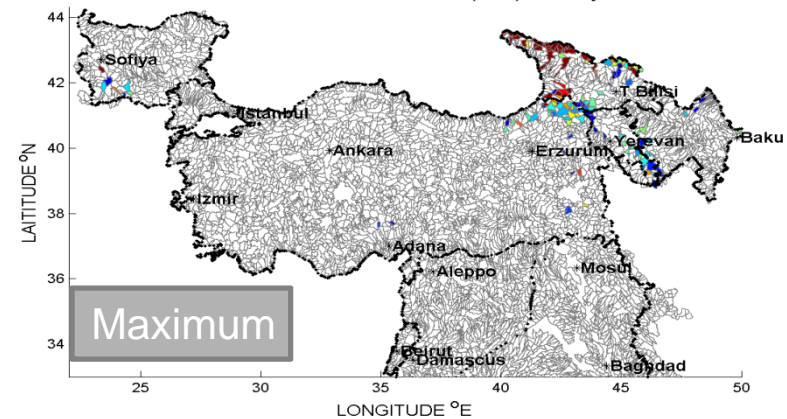 44
Sofiya
42
T Bilisi
Istanbul
Yerevan
Baku
40
Ankara
Erzurum
LAITITUDE °N
Izmir
38
Adana
Aleppo
Mosul
36
Maximum
34
Beirut
Damascus
Baghdad
25
30
35
40
45
50
LONGITUDE °E